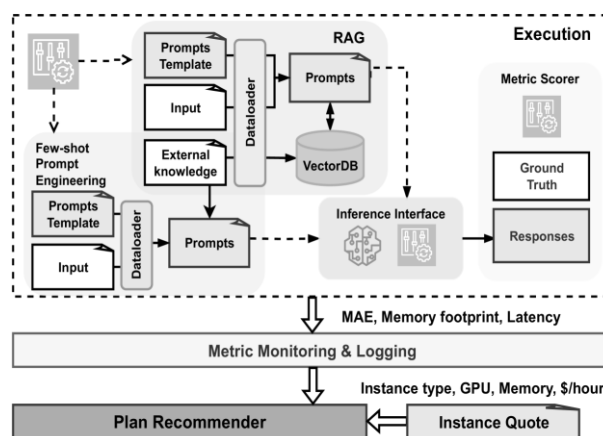 Execution
RAG
Prompts
Template
Input
External
knowledge
Dataloader
Prompts
VectorDB
Few-shot
Prompt
Engineering
Prompts
Template
Input
Dataloader
Prompts
Inference Interface
Metric Scorer
Ground
Truth
Responses
MAE, Memory footprint, Latency
Metric Monitoring & Logging
Instance type, GPU, Memory, $/hour
Plan Recommender
Instance Quote